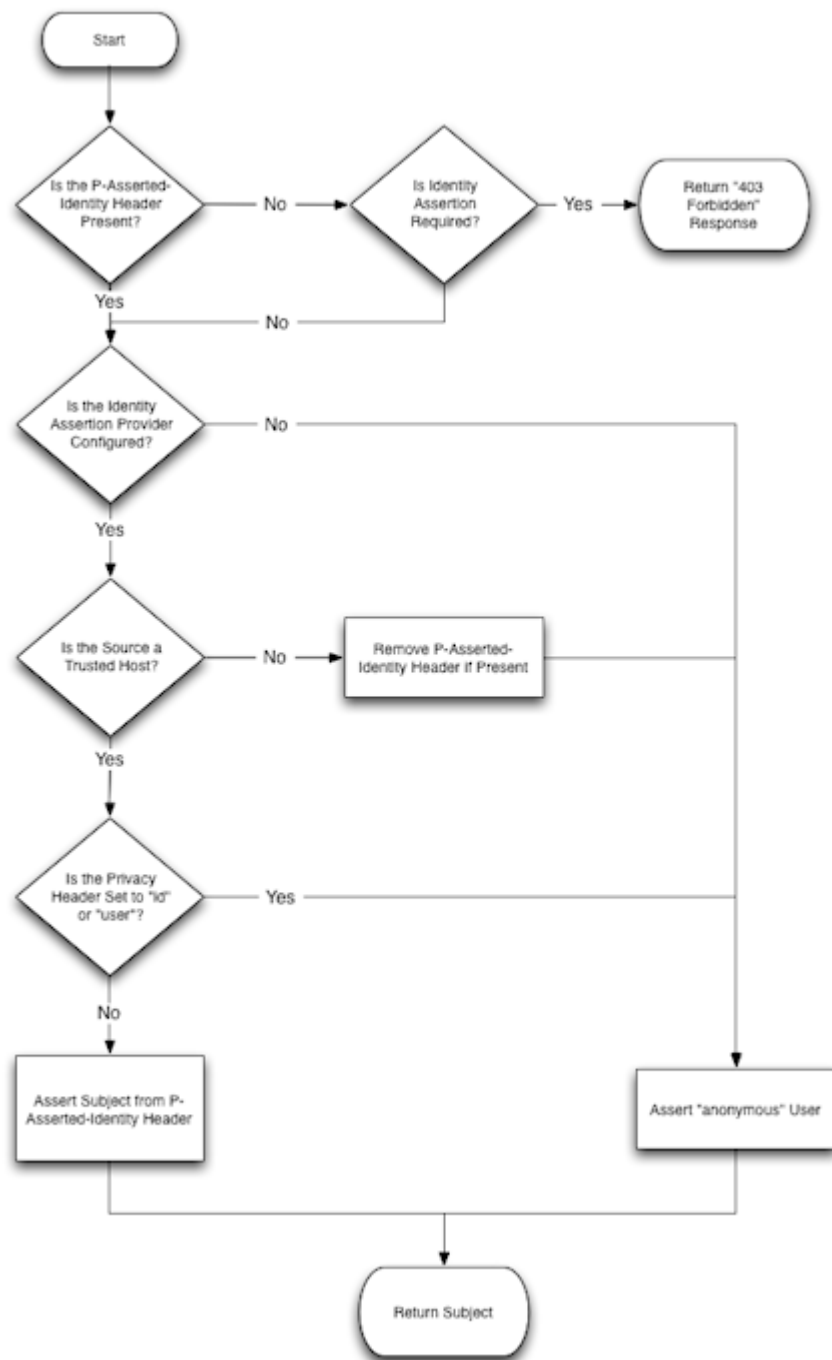 Start
Is the P-Asserted-
Identity Header
Present?
No
Is Identity
Assertion
Required?
Yes
Return "403
Forbidden"
Response
Yes
No
Is the Identity
Assertion Provider
Configured?
No
Yes
Is the Source a
Trusted Host?
No
Remove P-Asserted-
Identity Header if Present
Yes
Is the Privacy
Header Set to "id"
or "user"?
Yes
No
Assert Subject from P-
Asserted-Identity Header
Assert "anonymous" User
Return Subject